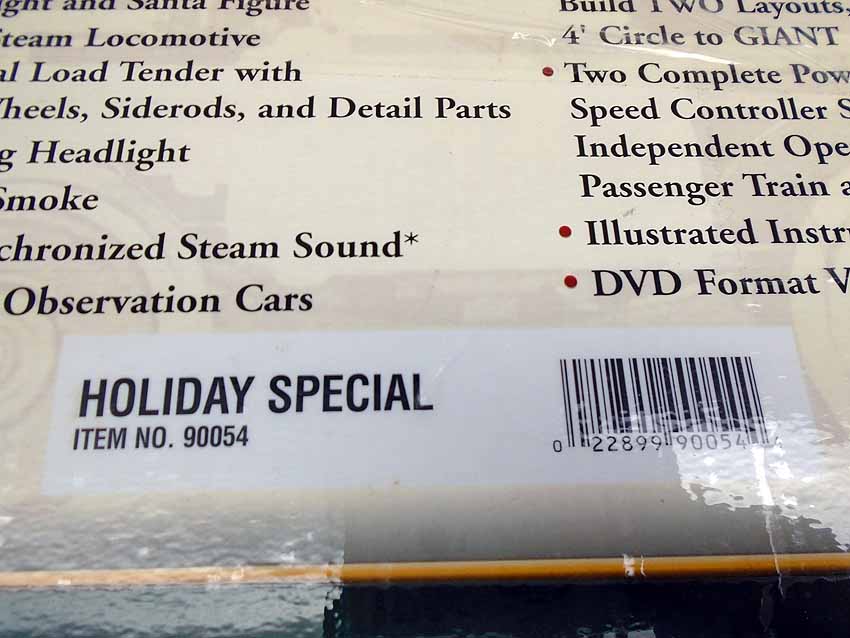 ght and Santa Figure
Steam Locomotive
al Load Tender with
Wheels, Siderods, and Detail Parts
g Headlight
Smoke
chronized Steam Sound*
Observation Cars
Build TWO Layouts,
4' Circle to GIANT
• Two Complete Pow
Speed Controller S
Independent Ope
Passenger Train a
• Illustrated Instru
• DVD Format V
HOLIDAY SPECIAL
ITEM NO. 90054
0 22899 90054 4